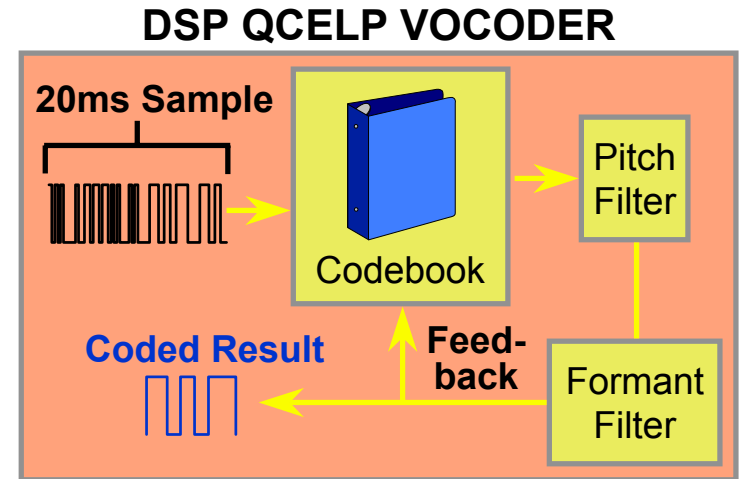 DSP QCELP VOCODER
20ms Sample
Codebook
Pitch
Filter
Coded Result
Feed-
back
Formant
Filter